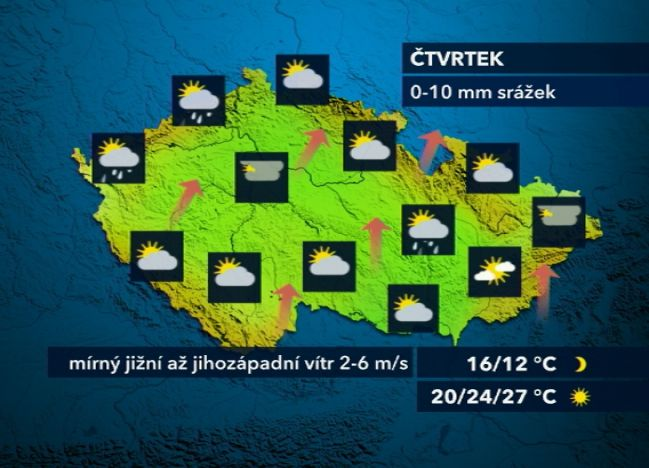 ČTVRTEK
0-10 mm srážek
mírný jižní až jihozápadní vítr 2-6 m/s
16/12 °C
20/24/27 °C